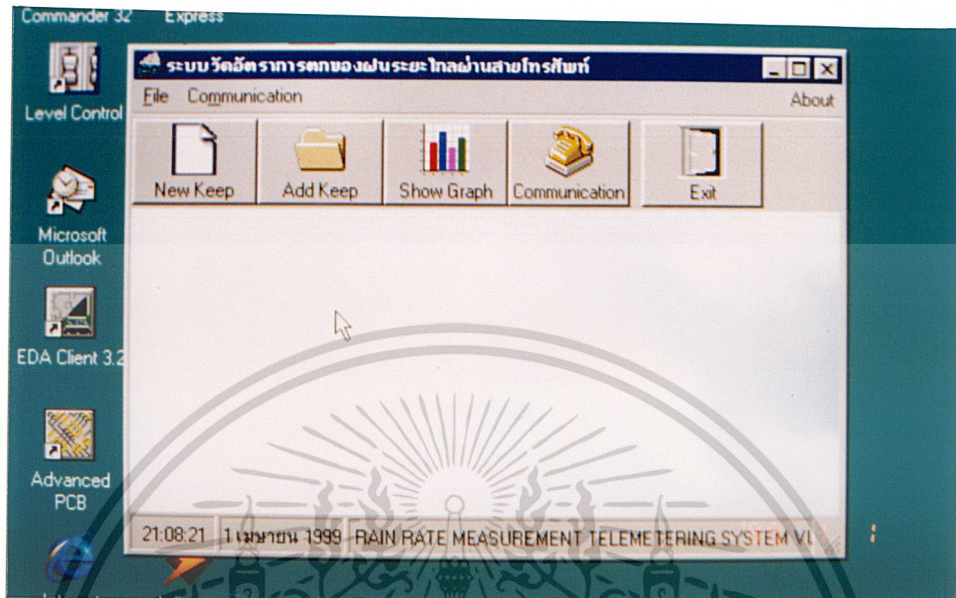 Commander 32 Express
Level Control
Microsoft
Outlook
EDA Client 3.2
Advanced
PCB
ระบบวัดอัตราการตกของฝนระยะไกลผ่านสายโทรศัพท์
File Communication About
New Keep Add Keep Show Graph Communication Exit
21:08:21 1 เมษายน 1999 RAIN RATE MEASUREMENT TELEMETERING SYSTEM